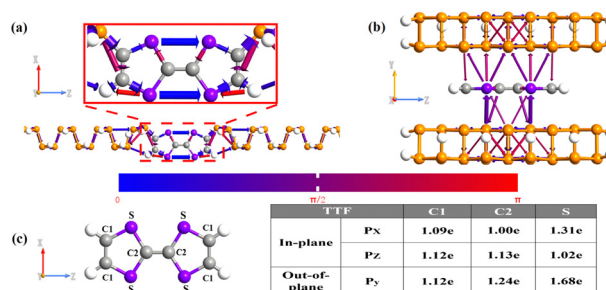 (a)
X
Y
Z
(b)
Y
X
Z
0
π/2
π
(c)
X
Y
Z
S
S
C1
C1
C2
C2
C1
C1
S
S
TTF C1 C2 S
In-plane Px 1.09e 1.00e 1.31e
Pz 1.12e 1.13e 1.02e
Out-of-plane Py 1.12e 1.24e 1.68e